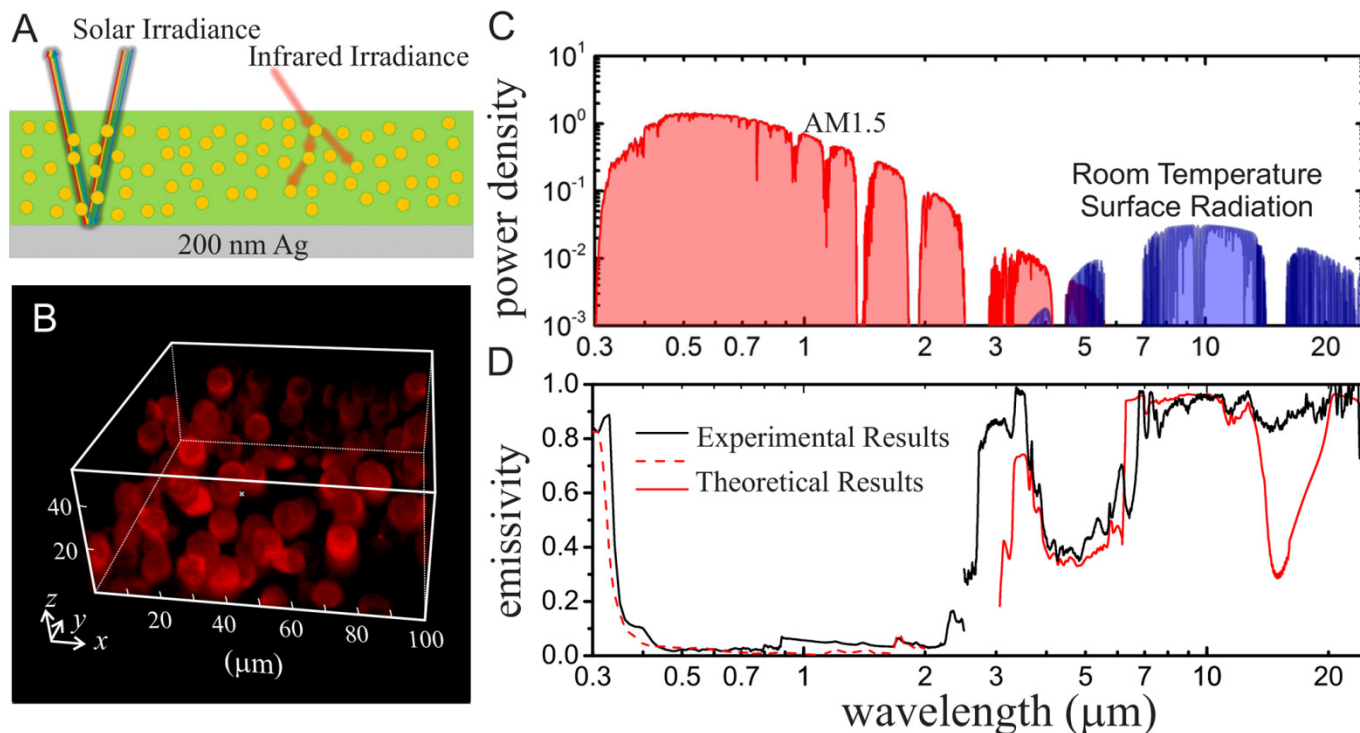 A
Solar Irradiance
Infrared Irradiance
200 nm Ag
B
40
20
z
y
x
20 40 60 80 100
(μm)
C
power density
10¹
10⁰
10⁻¹
10⁻²
10⁻³
AM1.5
Room Temperature
Surface Radiation
0.3 0.5 0.7 1 2 3 5 7 10 20
D
emissivity
1.0
0.8
0.6
0.4
0.2
0.0
Experimental Results
Theoretical Results
0.3 0.5 0.7 1 2 3 5 7 10 20
wavelength (μm)